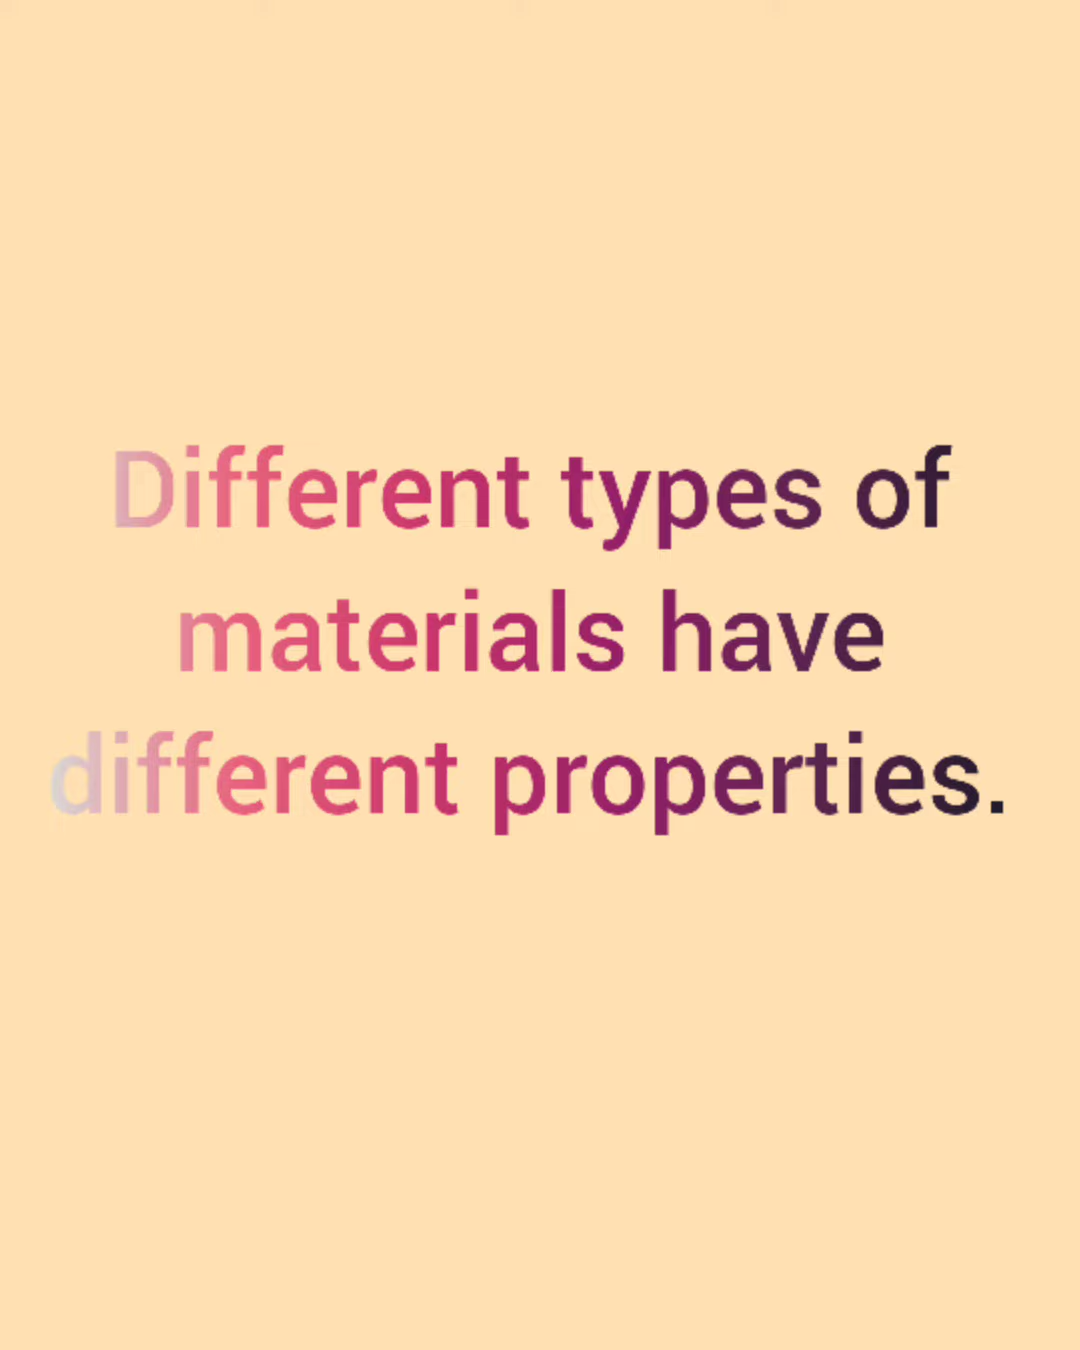 Different types of
materials have
different properties.